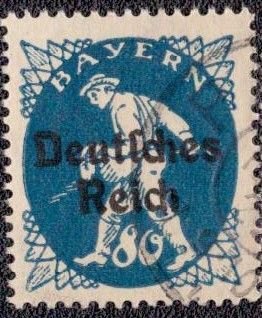 BAYERN
Deutſches
Reich
80